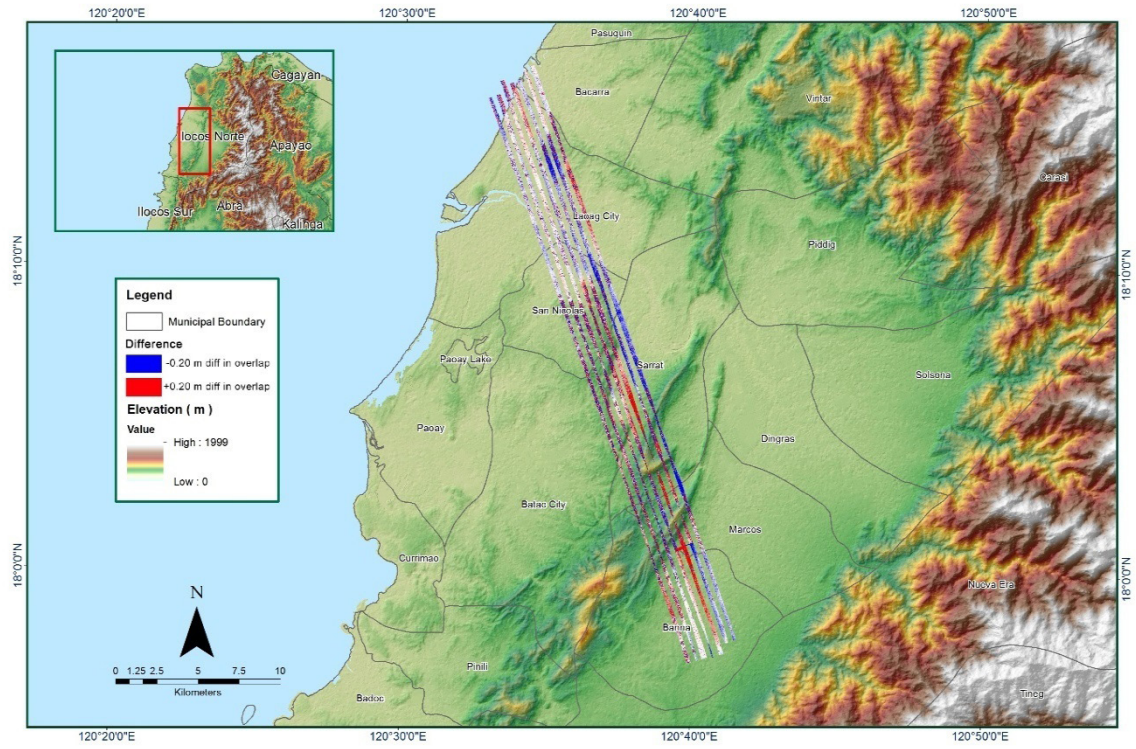 120°20'0"E 120°30'0"E 120°40'0"E 120°50'0"E
Pasuquin
Cagayan
Bacarra
Vintar
Ilocos Norte
Apayao
Carasi
Ilocos Sur
Abra
Kalinga
Laoag City
Piddig
18°10'0"N
18°10'0"N
Legend
Municipal Boundary
Difference
-0.20 m diff in overlap
+0.20 m diff in overlap
Elevation ( m )
Value
High : 1999
Low : 0
San Nicolas
Paoay Lake
Sarrat
Solsona
Paoay
Dingras
Batac City
Marcos
Currimao
18°0'0"N
18°0'0"N
Nueva Era
N
Banna
Pinili
0 1.25 2.5 5 7.5 10
Kilometers
Badoc
Tineg
120°20'0"E 120°30'0"E 120°40'0"E 120°50'0"E